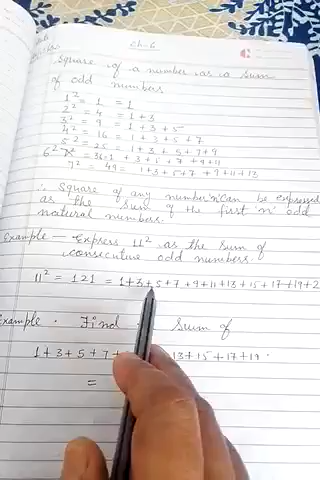 Ch-6
Square of a number as a Sum
of odd numbers
1² = 1 = 1
2² = 4 = 1+3
3² = 9 = 1+3+5
4² = 16 = 1+3+5+7
5² = 25 = 1+3+5+7+9
6² = 36 = 1+3+5+7+9+11
7² = 49 = 1+3+5+7+9+11+13
∴ Square of any number 'n' can be expressed
as the sum of the first 'n' odd
natural numbers.
Example — Express 11² as the sum of
consecutive odd numbers.
11² = 121 = 1+3+5+7+9+11+13+15+17+19+2
Example. Find Sum of
1+3+5+7+ 13+15+17+19.
=